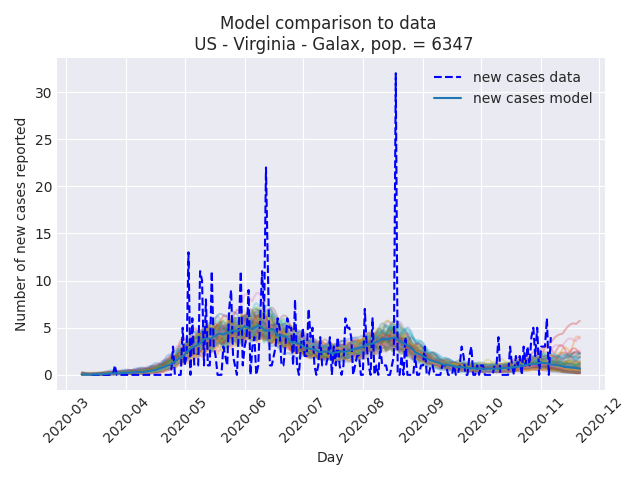 Model comparison to data
US - Virginia - Galax, pop. = 6347
new cases data
new cases model
Number of new cases reported
30
25
20
15
10
5
0
2020-03
2020-04
2020-05
2020-06
2020-07
2020-08
2020-09
2020-10
2020-11
2020-12
Day